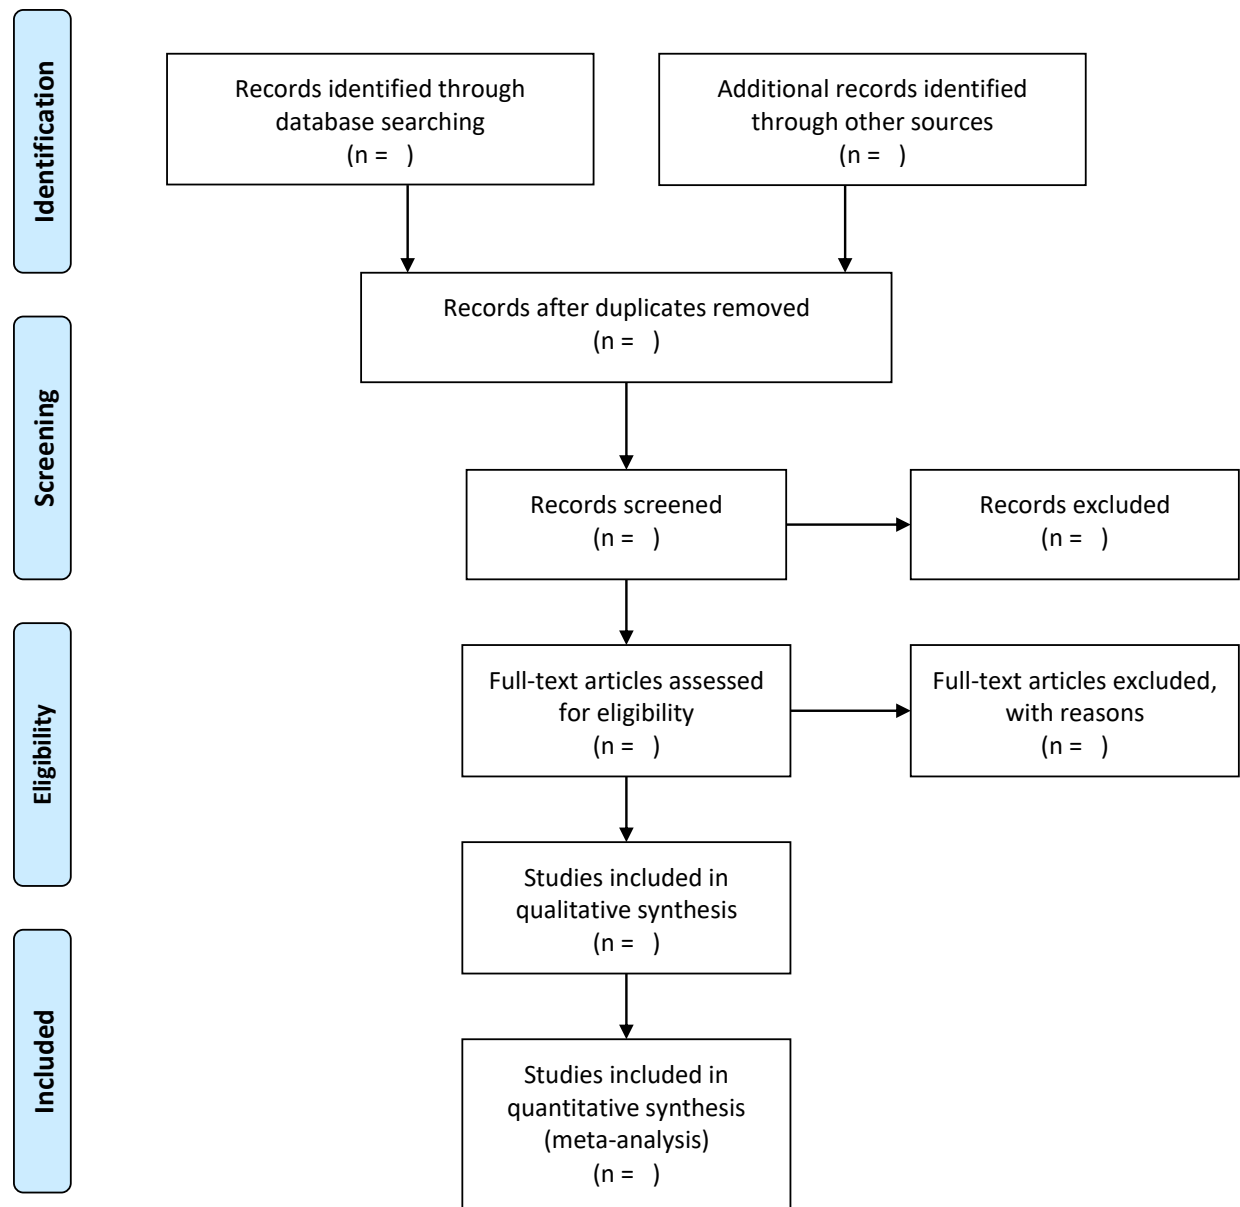 Identification
Records identified through
database searching
(n =   )
Additional records identified
through other sources
(n =   )
Records after duplicates removed
(n =   )
Screening
Records screened
(n =   )
Records excluded
(n =   )
Eligibility
Full-text articles assessed
for eligibility
(n =   )
Full-text articles excluded,
with reasons
(n =   )
Studies included in
qualitative synthesis
(n =   )
Included
Studies included in
quantitative synthesis
(meta-analysis)
(n =   )